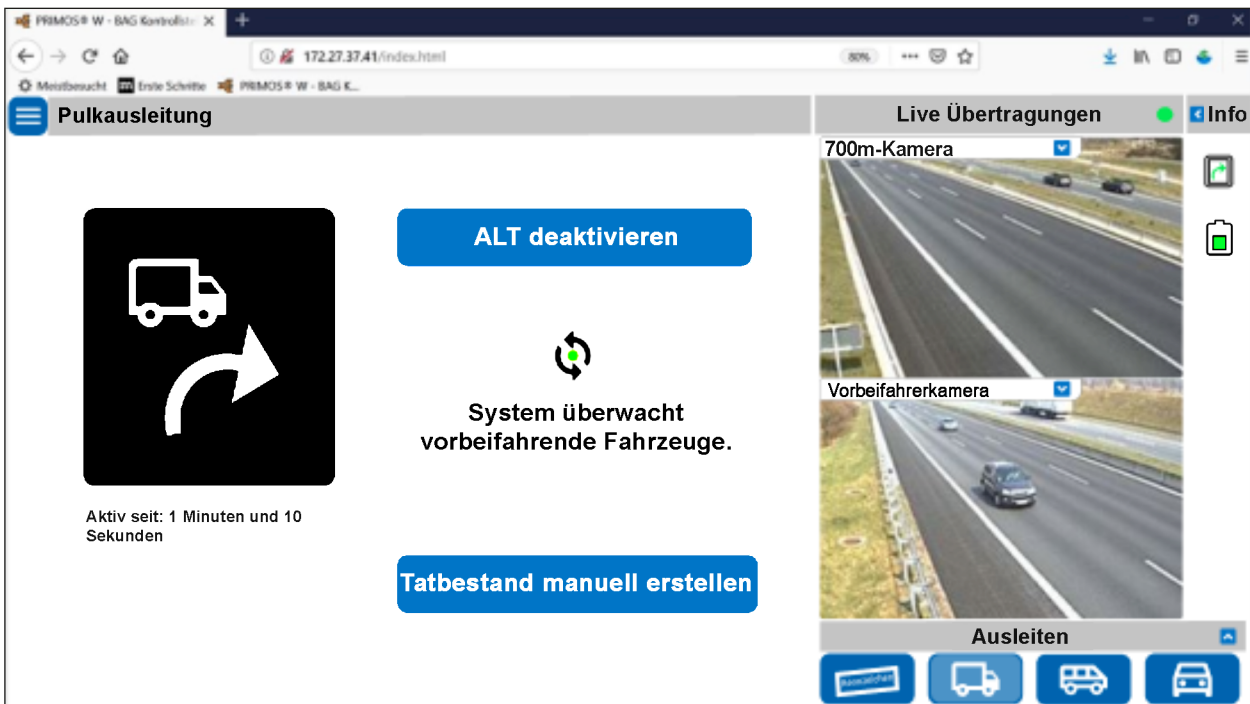 PRIMOS® W - BAG Kontrollste
172.27.37.41/index.html
80%
Meistbesucht Erste Schritte PRIMOS® W - BAG K...
Pulkausleitung
Live Übertragungen
Info
700m-Kamera
ALT deaktivieren
System überwacht
vorbeifahrende Fahrzeuge.
Vorbeifahrerkamera
Aktiv seit: 1 Minuten und 10
Sekunden
Tatbestand manuell erstellen
Ausleiten
Kennzeichen